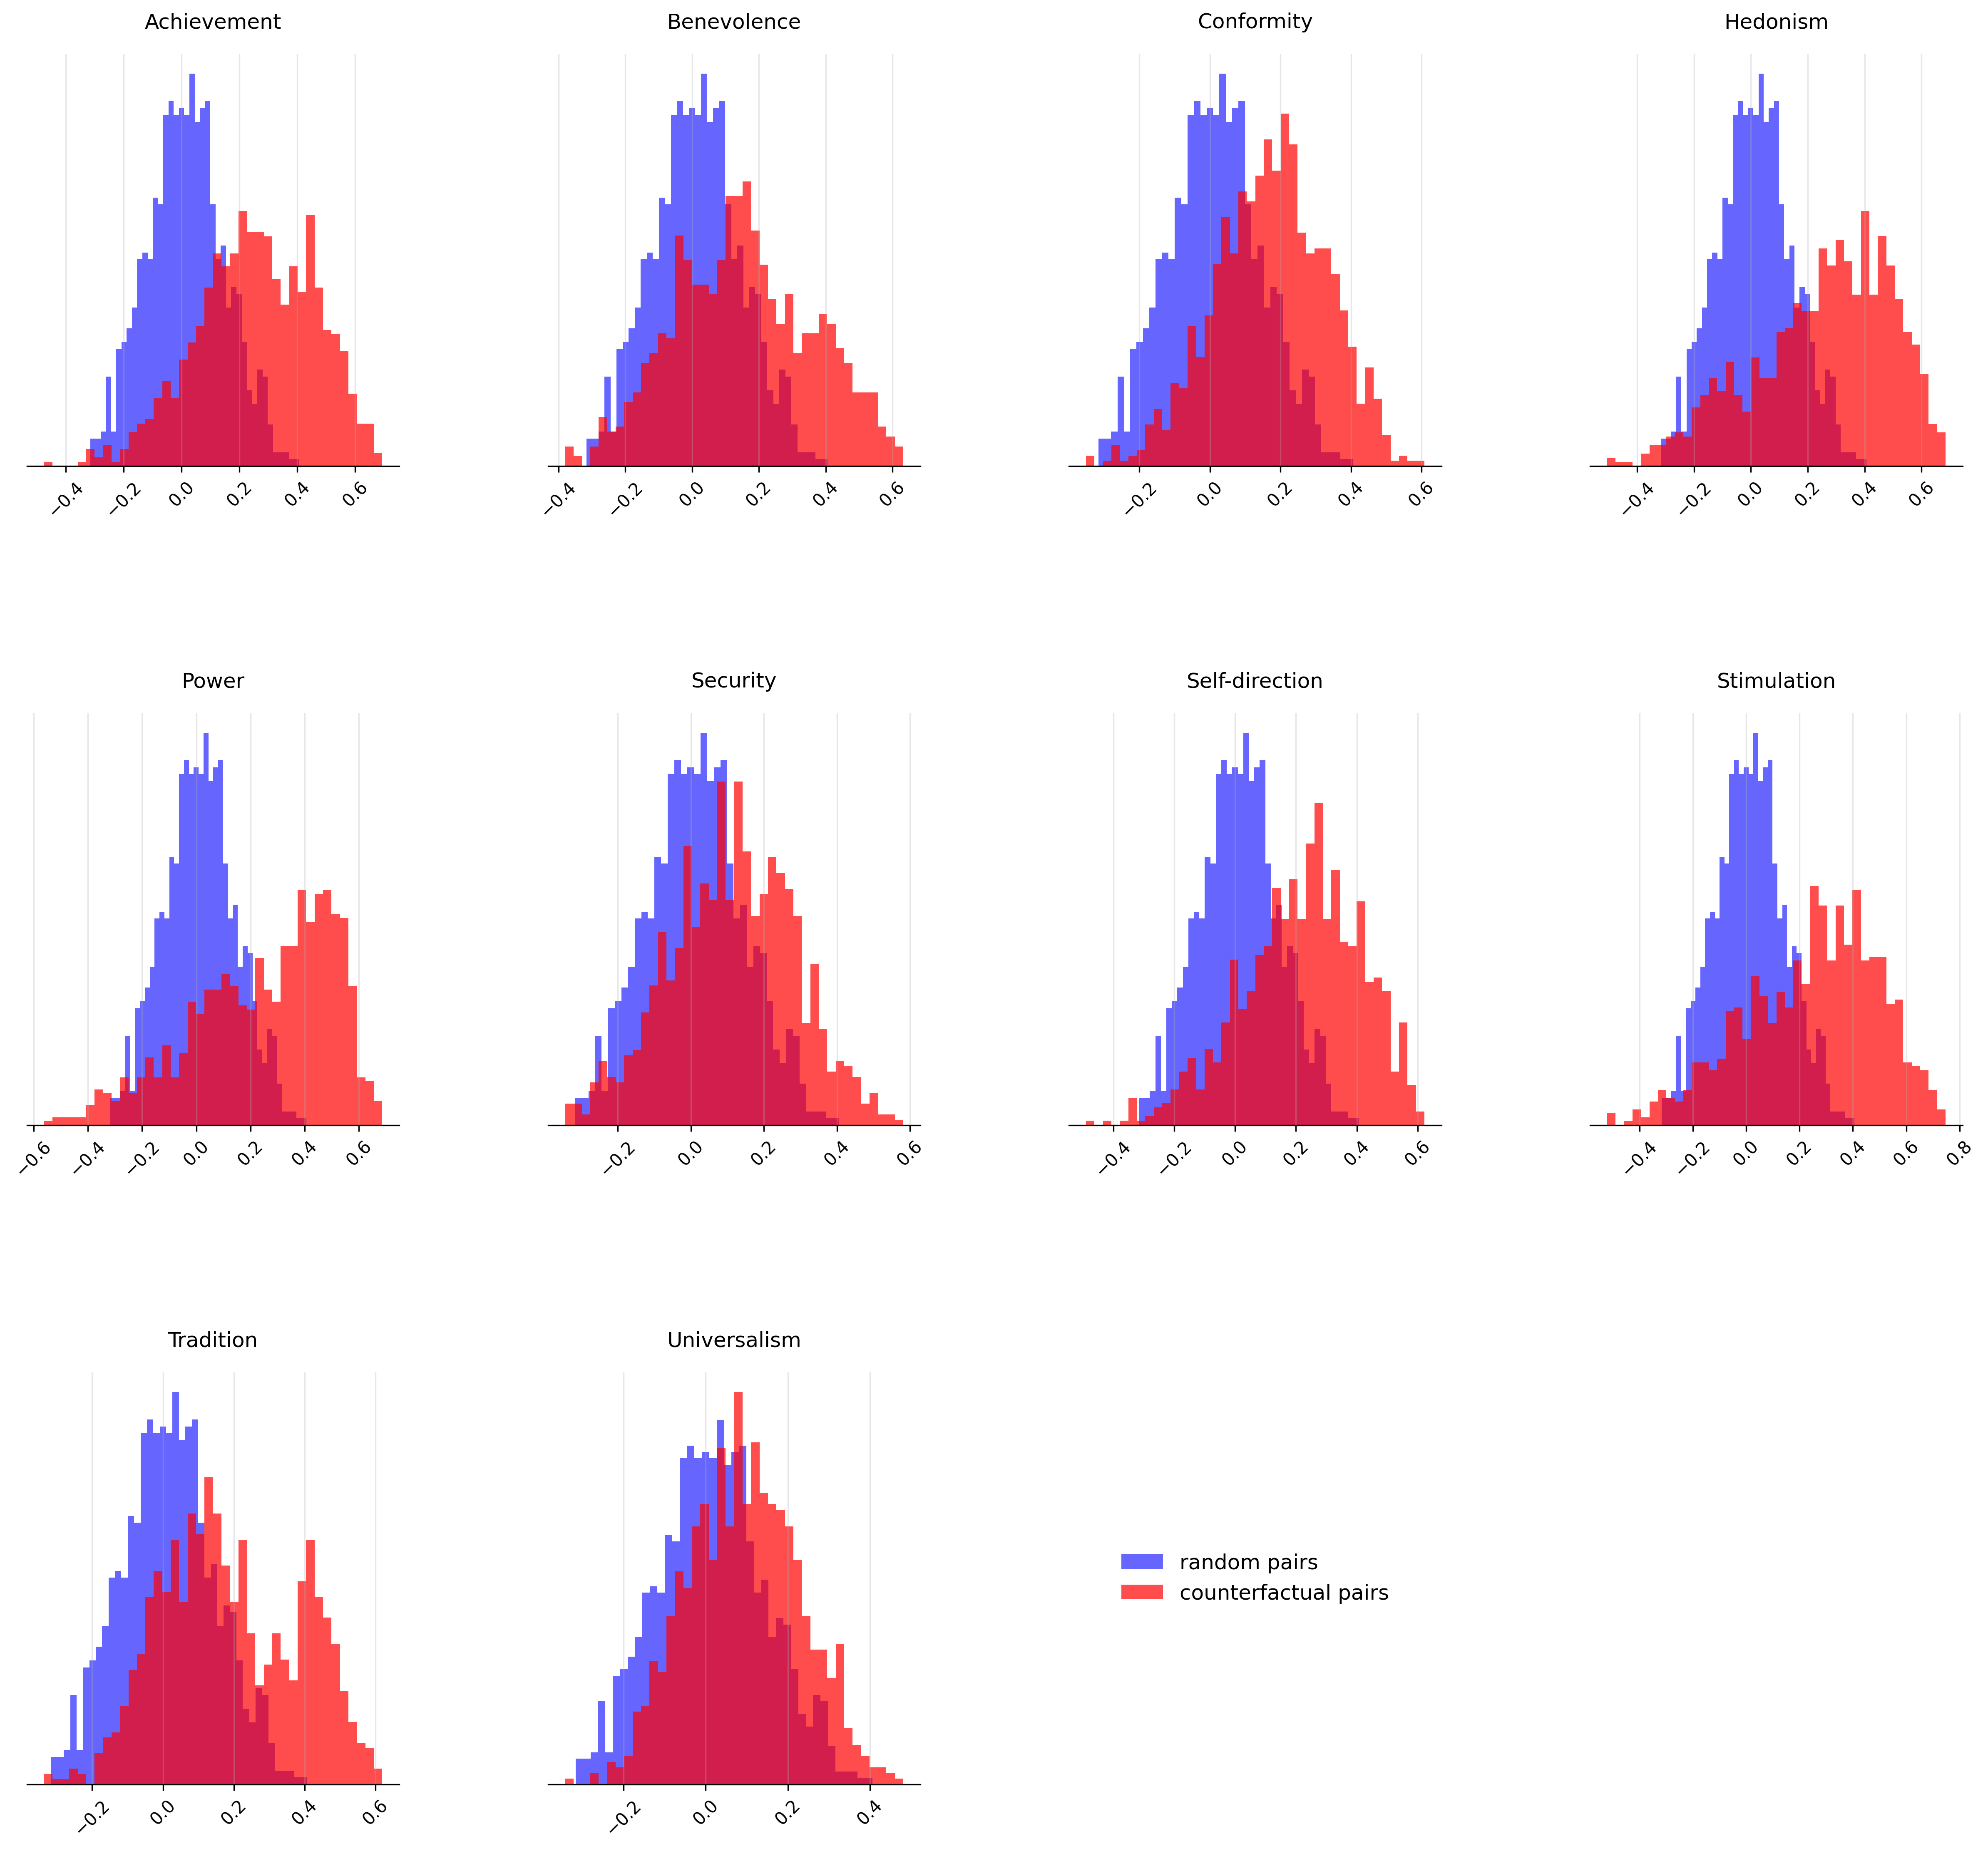 Achievement
Benevolence
Conformity
Hedonism
−0.4 −0.2 0.0 0.2 0.4 0.6
−0.4 −0.2 0.0 0.2 0.4 0.6
−0.2 0.0 0.2 0.4 0.6
−0.4 −0.2 0.0 0.2 0.4 0.6
Power
Security
Self-direction
Stimulation
−0.6 −0.4 −0.2 0.0 0.2 0.4 0.6
−0.2 0.0 0.2 0.4 0.6
−0.4 −0.2 0.0 0.2 0.4 0.6
−0.4 −0.2 0.0 0.2 0.4 0.6 0.8
Tradition
Universalism
random pairs
counterfactual pairs
−0.2 0.0 0.2 0.4 0.6
−0.2 0.0 0.2 0.4